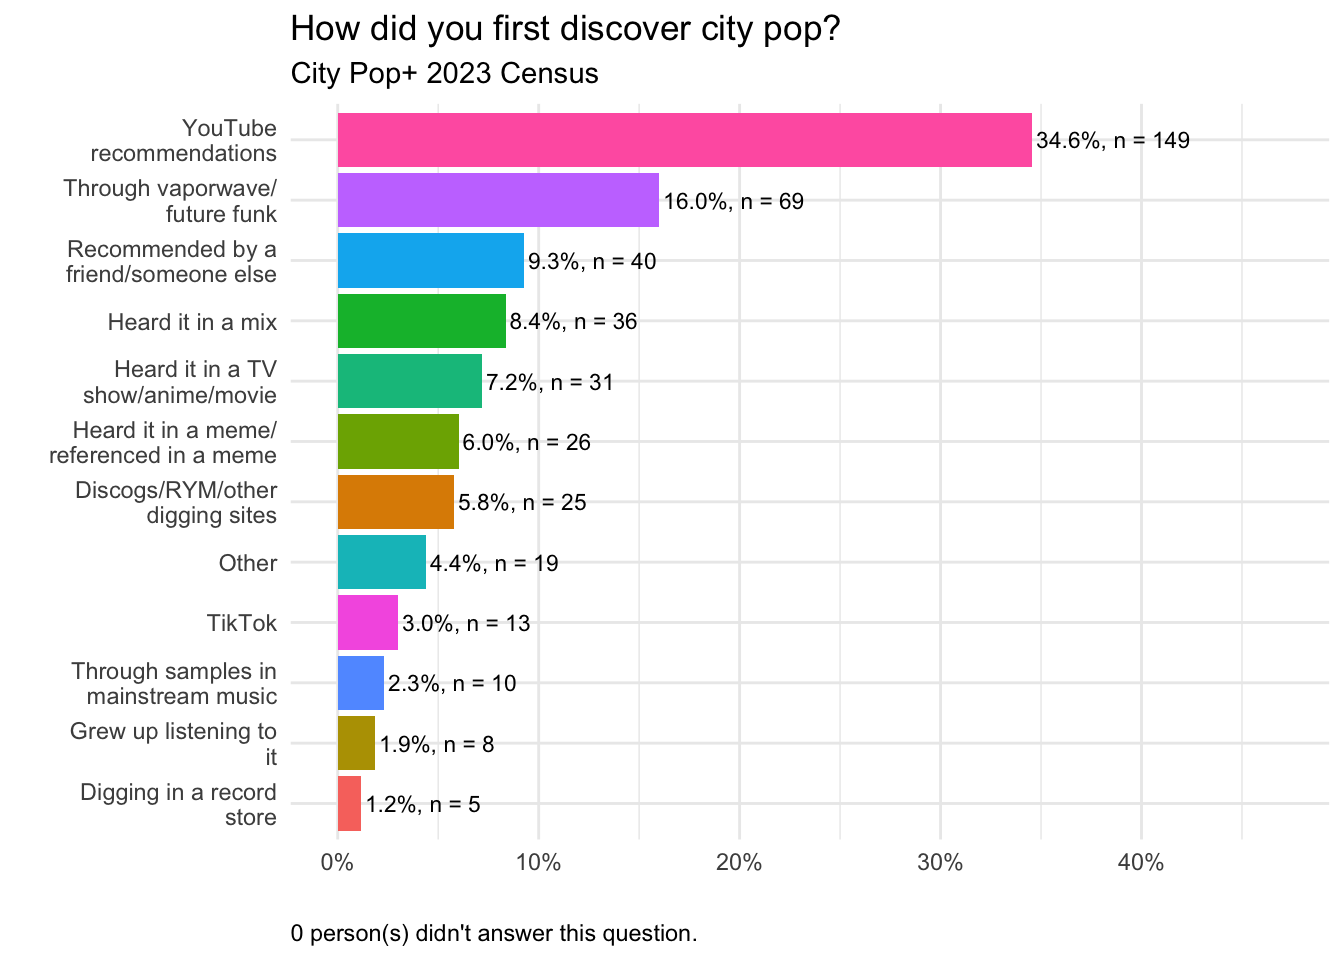 How did you first discover city pop?
City Pop+ 2023 Census
YouTube
recommendations
34.6%, n = 149
Through vaporwave/
future funk
16.0%, n = 69
Recommended by a
friend/someone else
9.3%, n = 40
Heard it in a mix
8.4%, n = 36
Heard it in a TV
show/anime/movie
7.2%, n = 31
Heard it in a meme/
referenced in a meme
6.0%, n = 26
Discogs/RYM/other
digging sites
5.8%, n = 25
Other
4.4%, n = 19
TikTok
3.0%, n = 13
Through samples in
mainstream music
2.3%, n = 10
Grew up listening to
it
1.9%, n = 8
Digging in a record
store
1.2%, n = 5
0% 10% 20% 30% 40%
0 person(s) didn't answer this question.